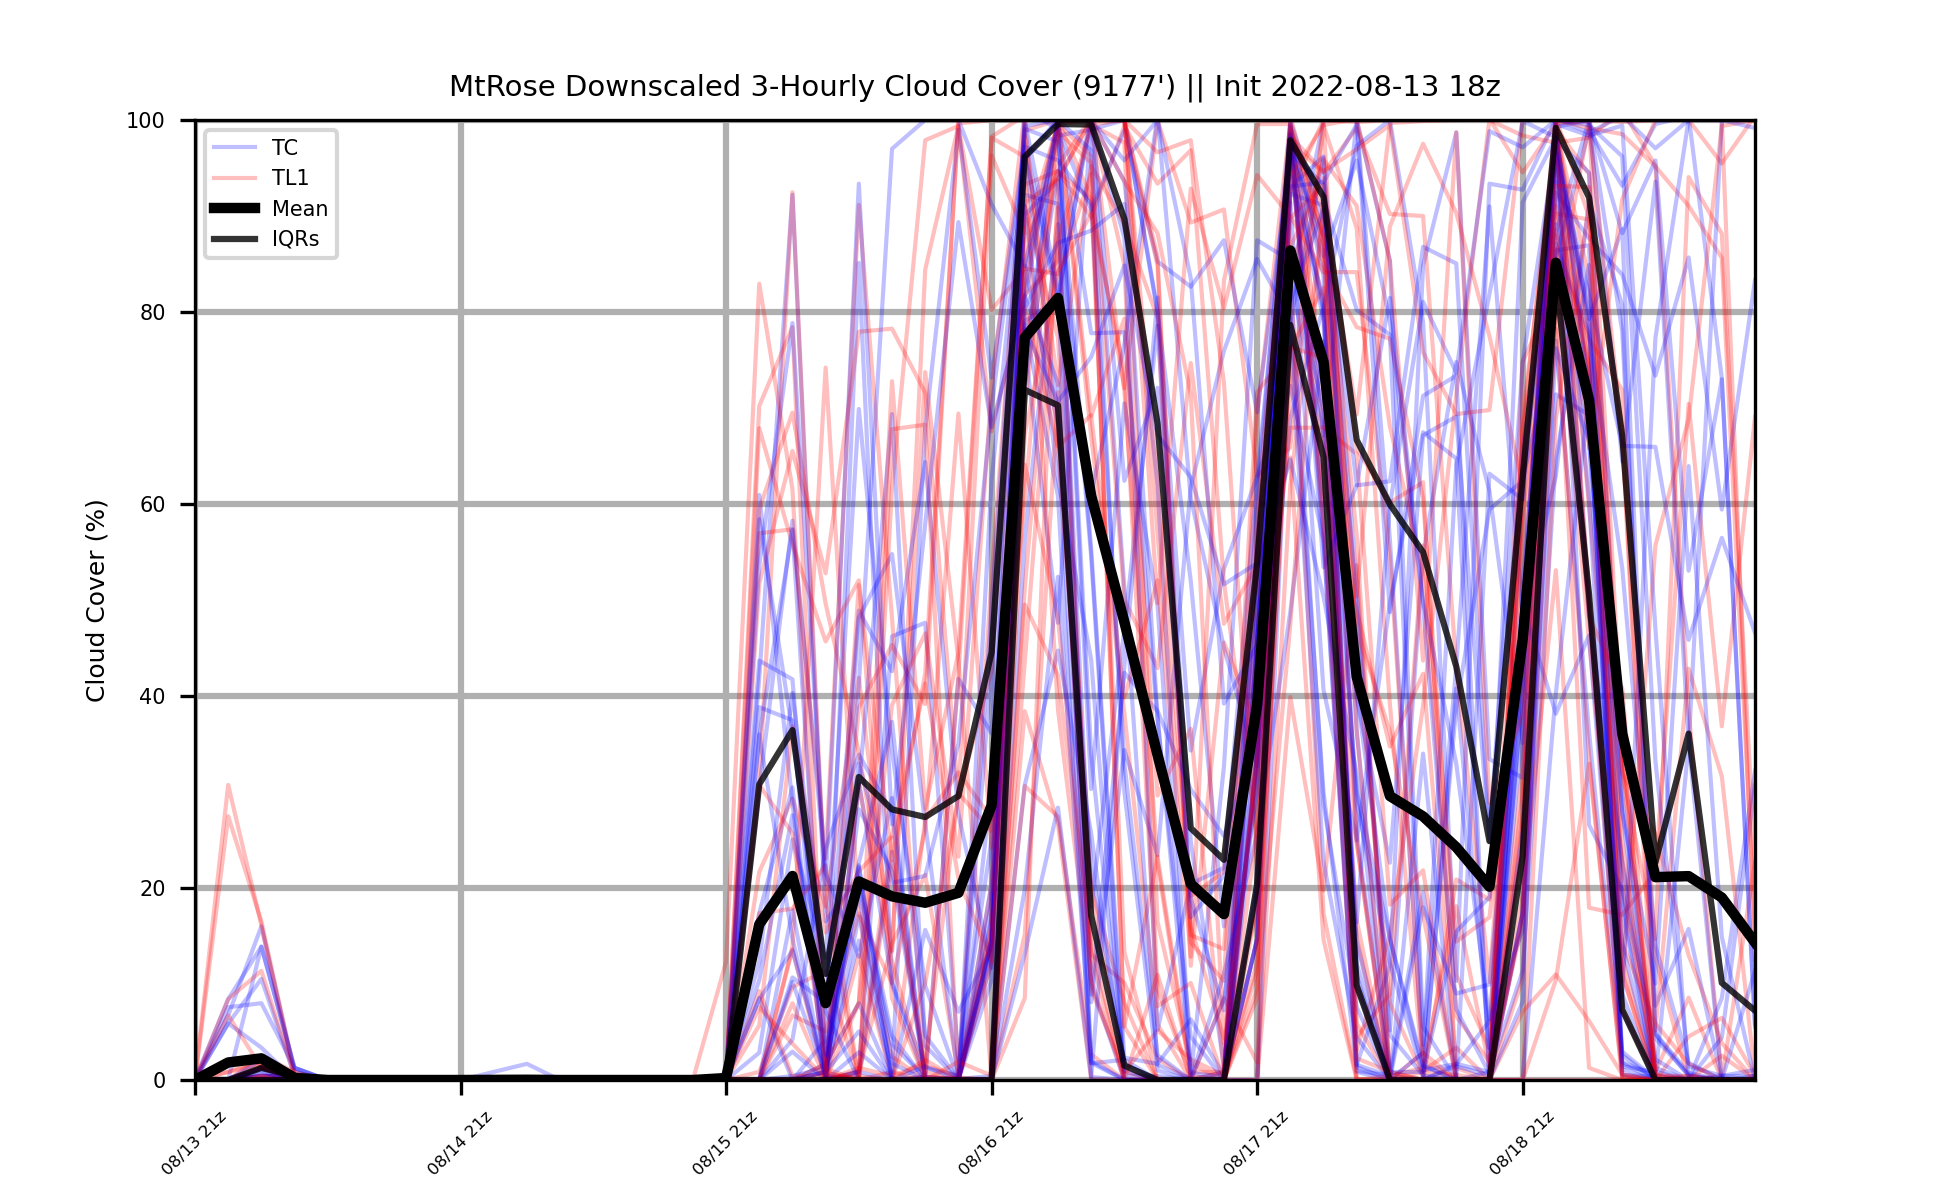 MtRose Downscaled 3-Hourly Cloud Cover (9177') || Init 2022-08-13 18z
TC
TL1
Mean
IQRs
Cloud Cover (%)
100
80
60
40
20
0
08/13 21z
08/14 21z
08/15 21z
08/16 21z
08/17 21z
08/18 21z